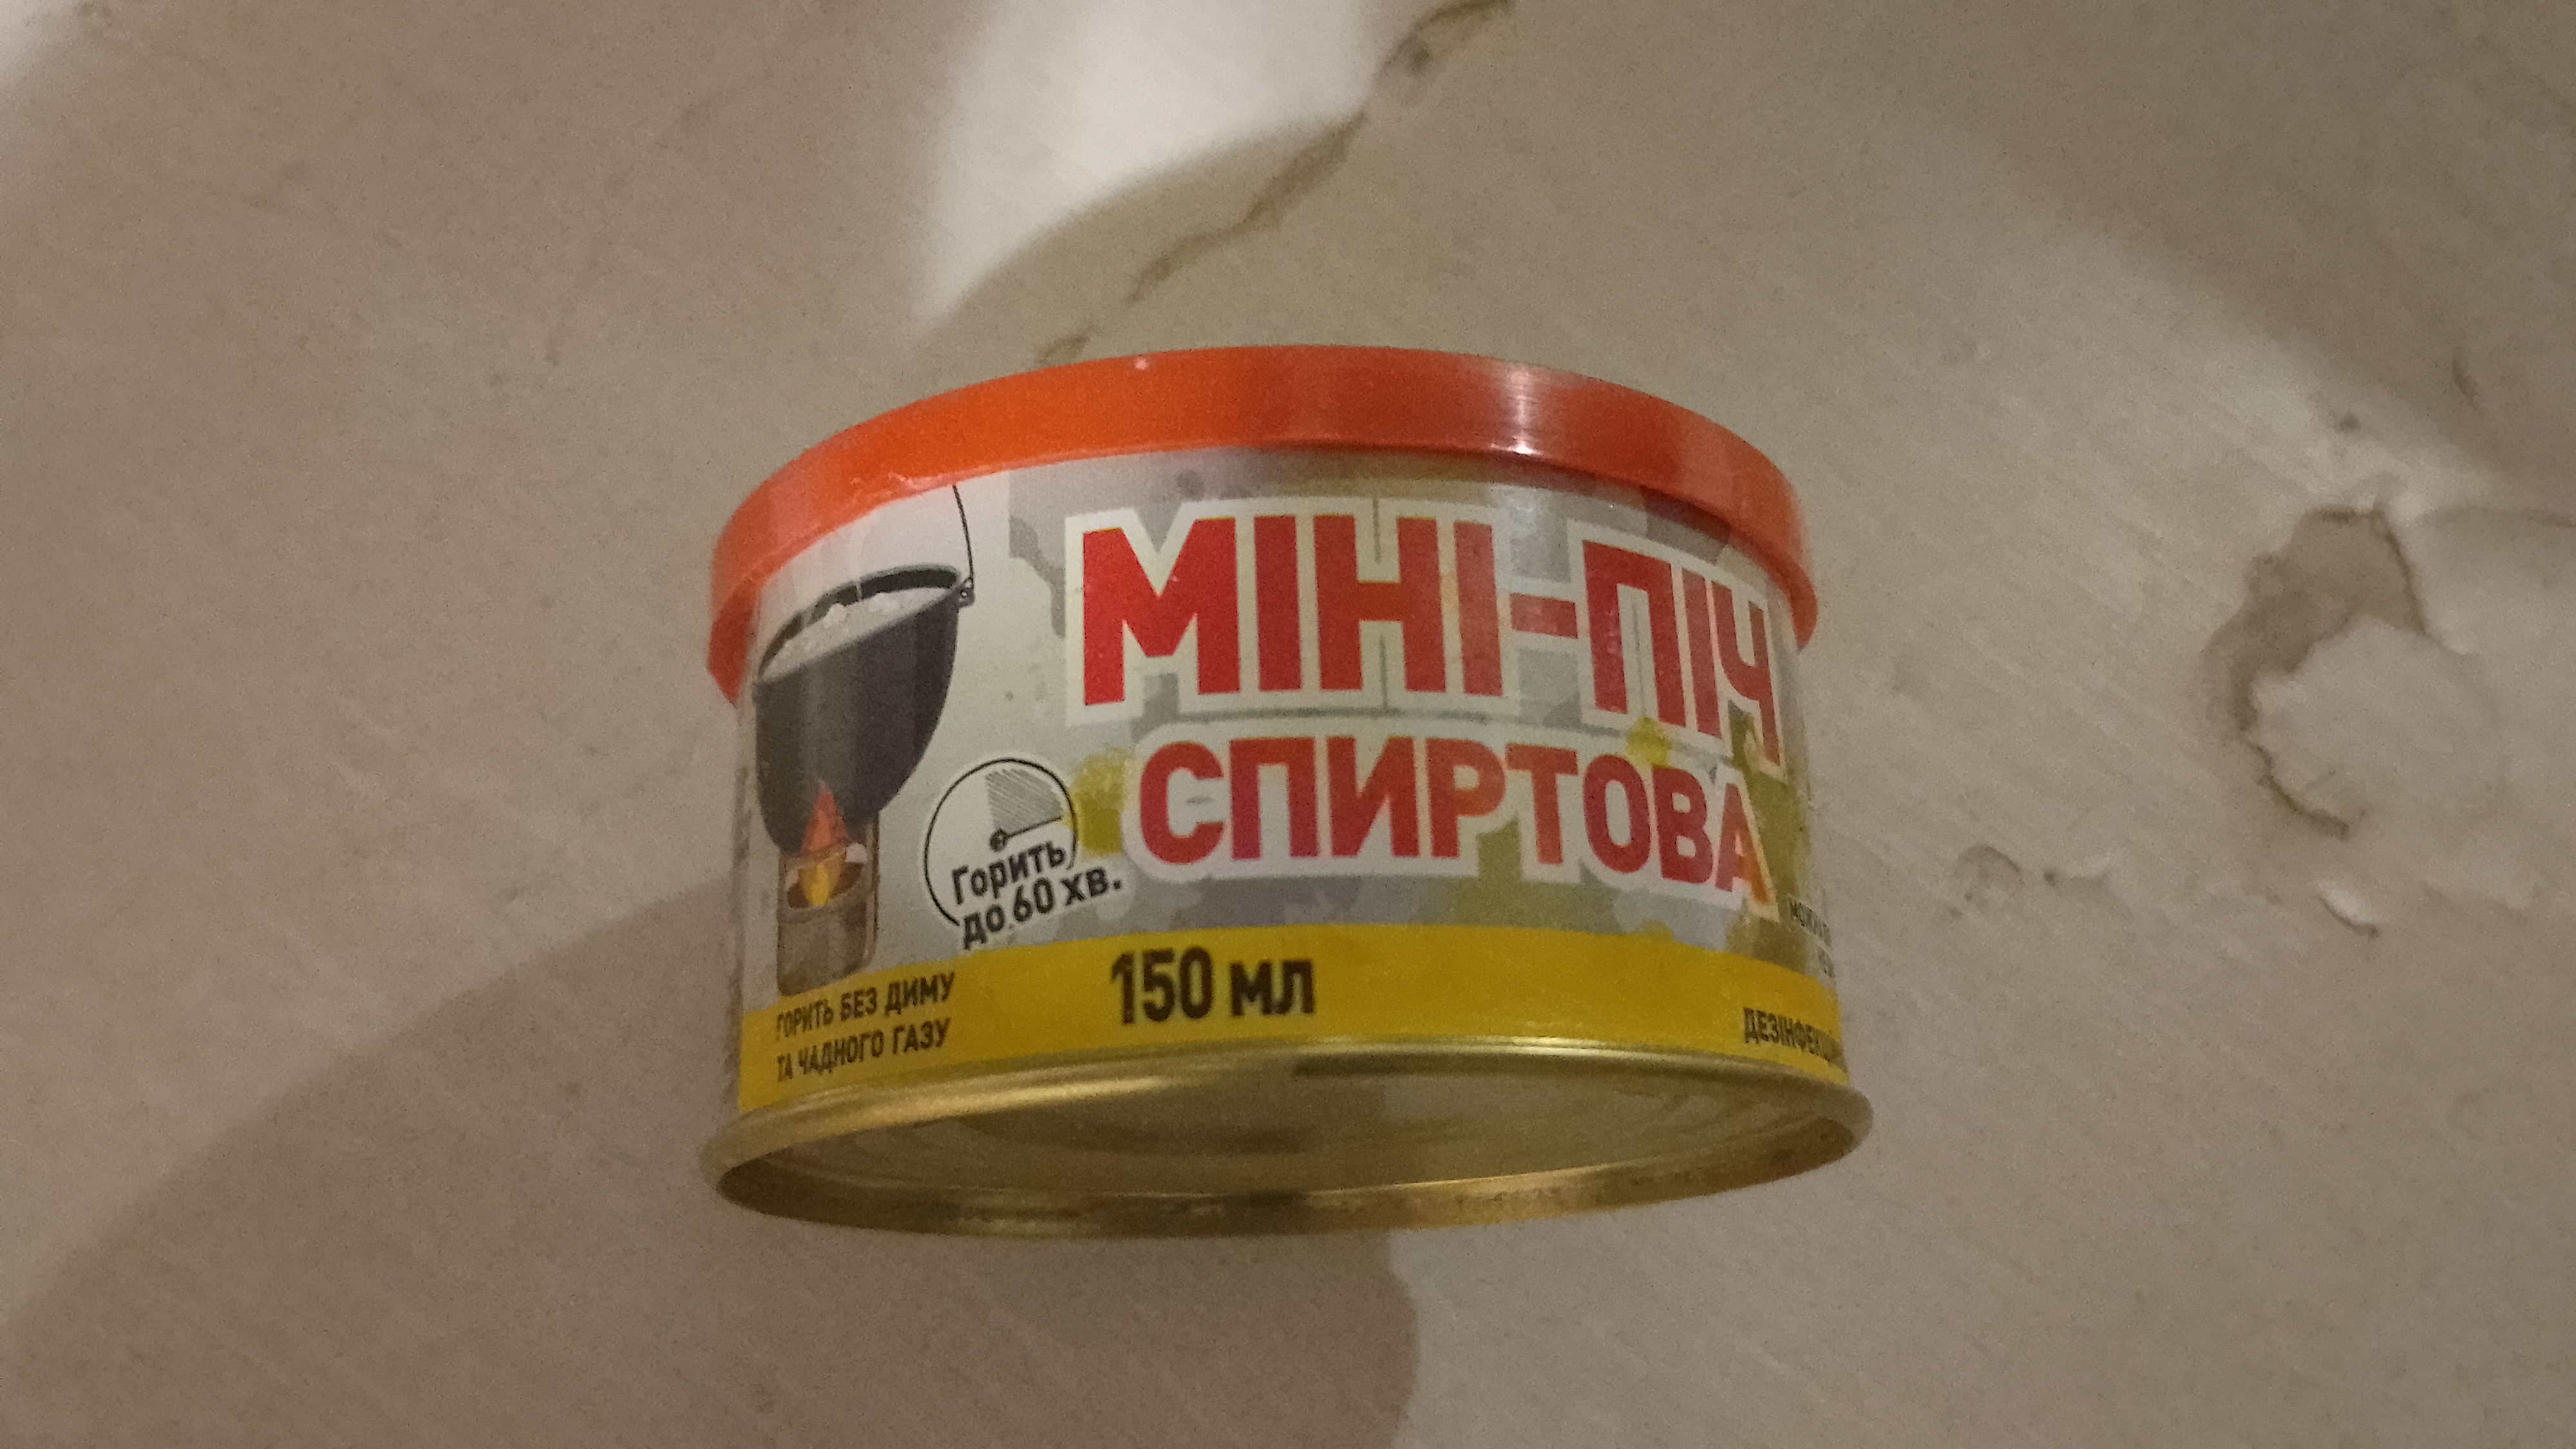 МІНІ-ПІЧ
СПИРТОВА
Горить
до 60 хв.
150 мл
ГОРИТЬ БЕЗ ДИМУ
ТА ЧАДНОГО ГАЗУ